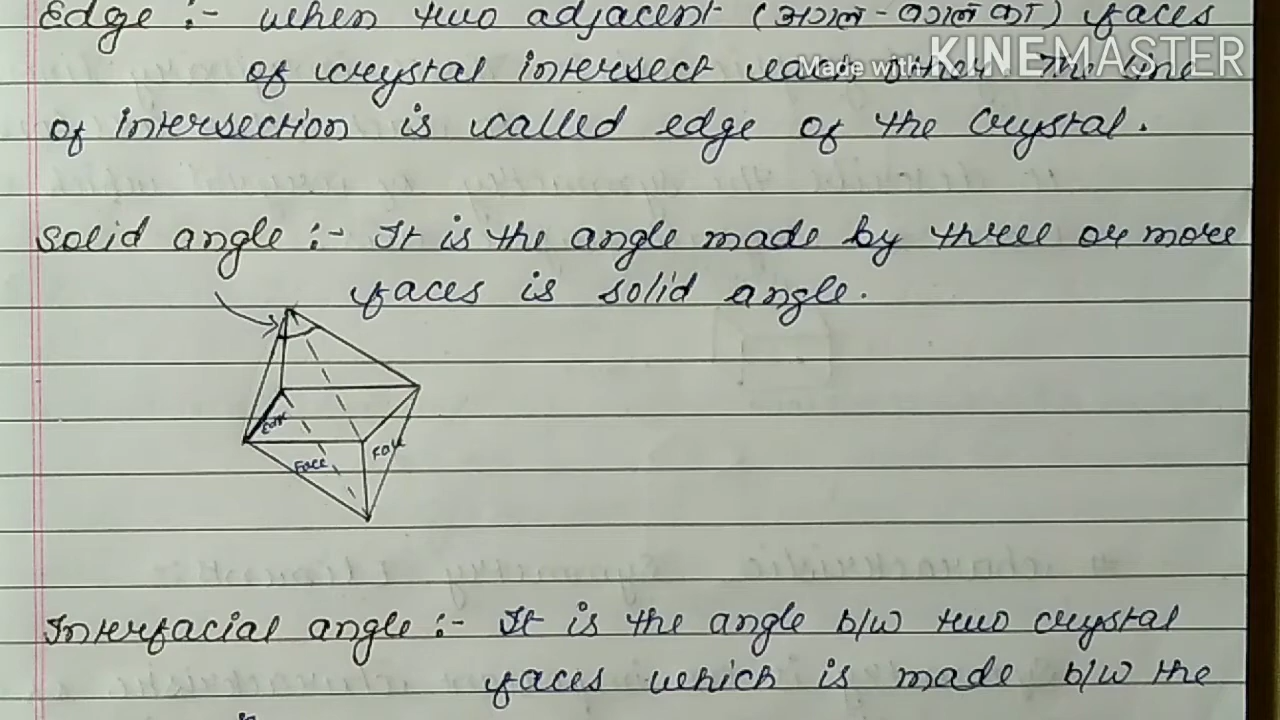 Edge :- when two adjacent (अगल-बगल का) faces
of crystal intersect each other. The line
of intersection is called edge of the crystal.
Made with KINEMASTER
Solid angle :- It is the angle made by three or more
faces is solid angle.
Face
Face
Interfacial angle :- It is the angle b/w two crystal
faces which is made b/w the